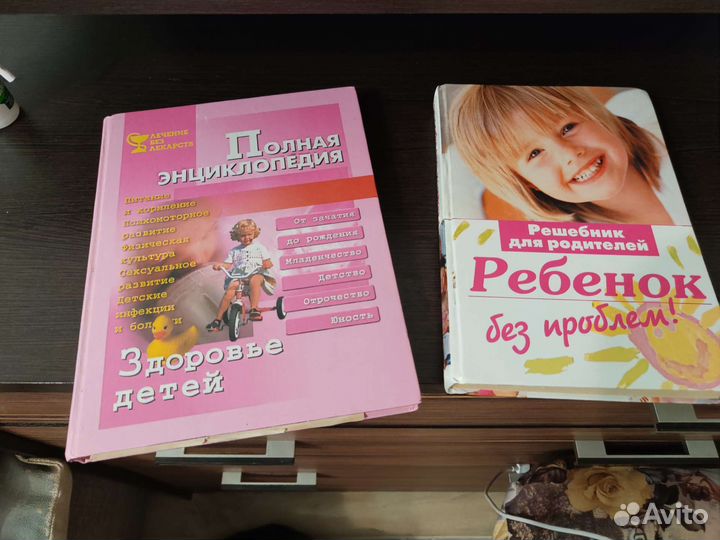 ЛЕЧЕНИЕ
БЕЗ
ЛЕКАРСТВ
ПОЛНАЯ
ЭНЦИКЛОПЕДИЯ
Питание
и кормление
Психомоторное
развитие
Физическая
культура
Сексуальное
развитие
Детские
инфекции
и болезни
от зачатия
до рождения
Младенчество
Детство
Отрочество
Юность
Здоровье
детей
Решебник
для родителей
Ребенок
без проблем!
Avito